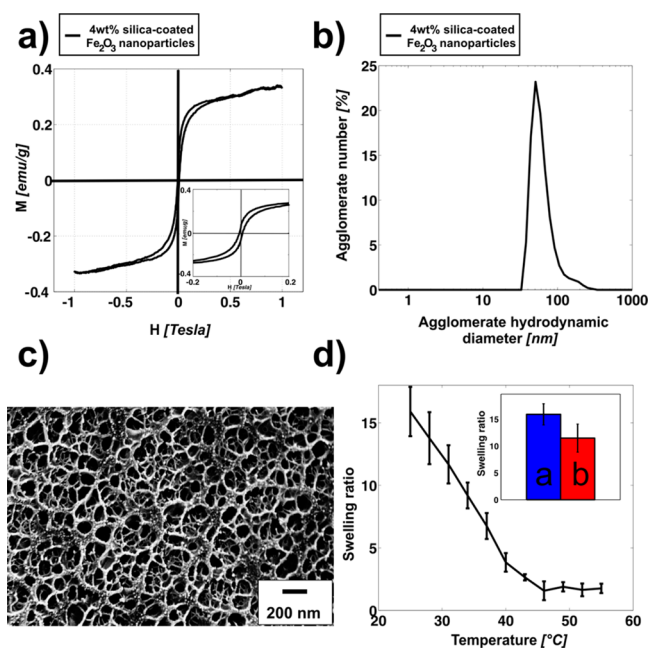 a)
4wt% silica-coated
Fe2O3 nanoparticles
0.4
0.2
0
-0.2
-0.4
M [emu/g]
-1
-0.5
0
0.5
1
H [Tesla]
0.4
0
-0.4
M [emu/g]
-0.2
0
0.2
H [Tesla]
b)
4wt% silica-coated
Fe2O3 nanoparticles
25
20
15
10
5
0
Agglomerate number [%]
1
10
100
1000
Agglomerate hydrodynamic
diameter [nm]
c)
200 nm
d)
15
10
5
0
Swelling ratio
20
30
40
50
60
Temperature [°C]
20
15
10
5
0
Swelling ratio
a
b